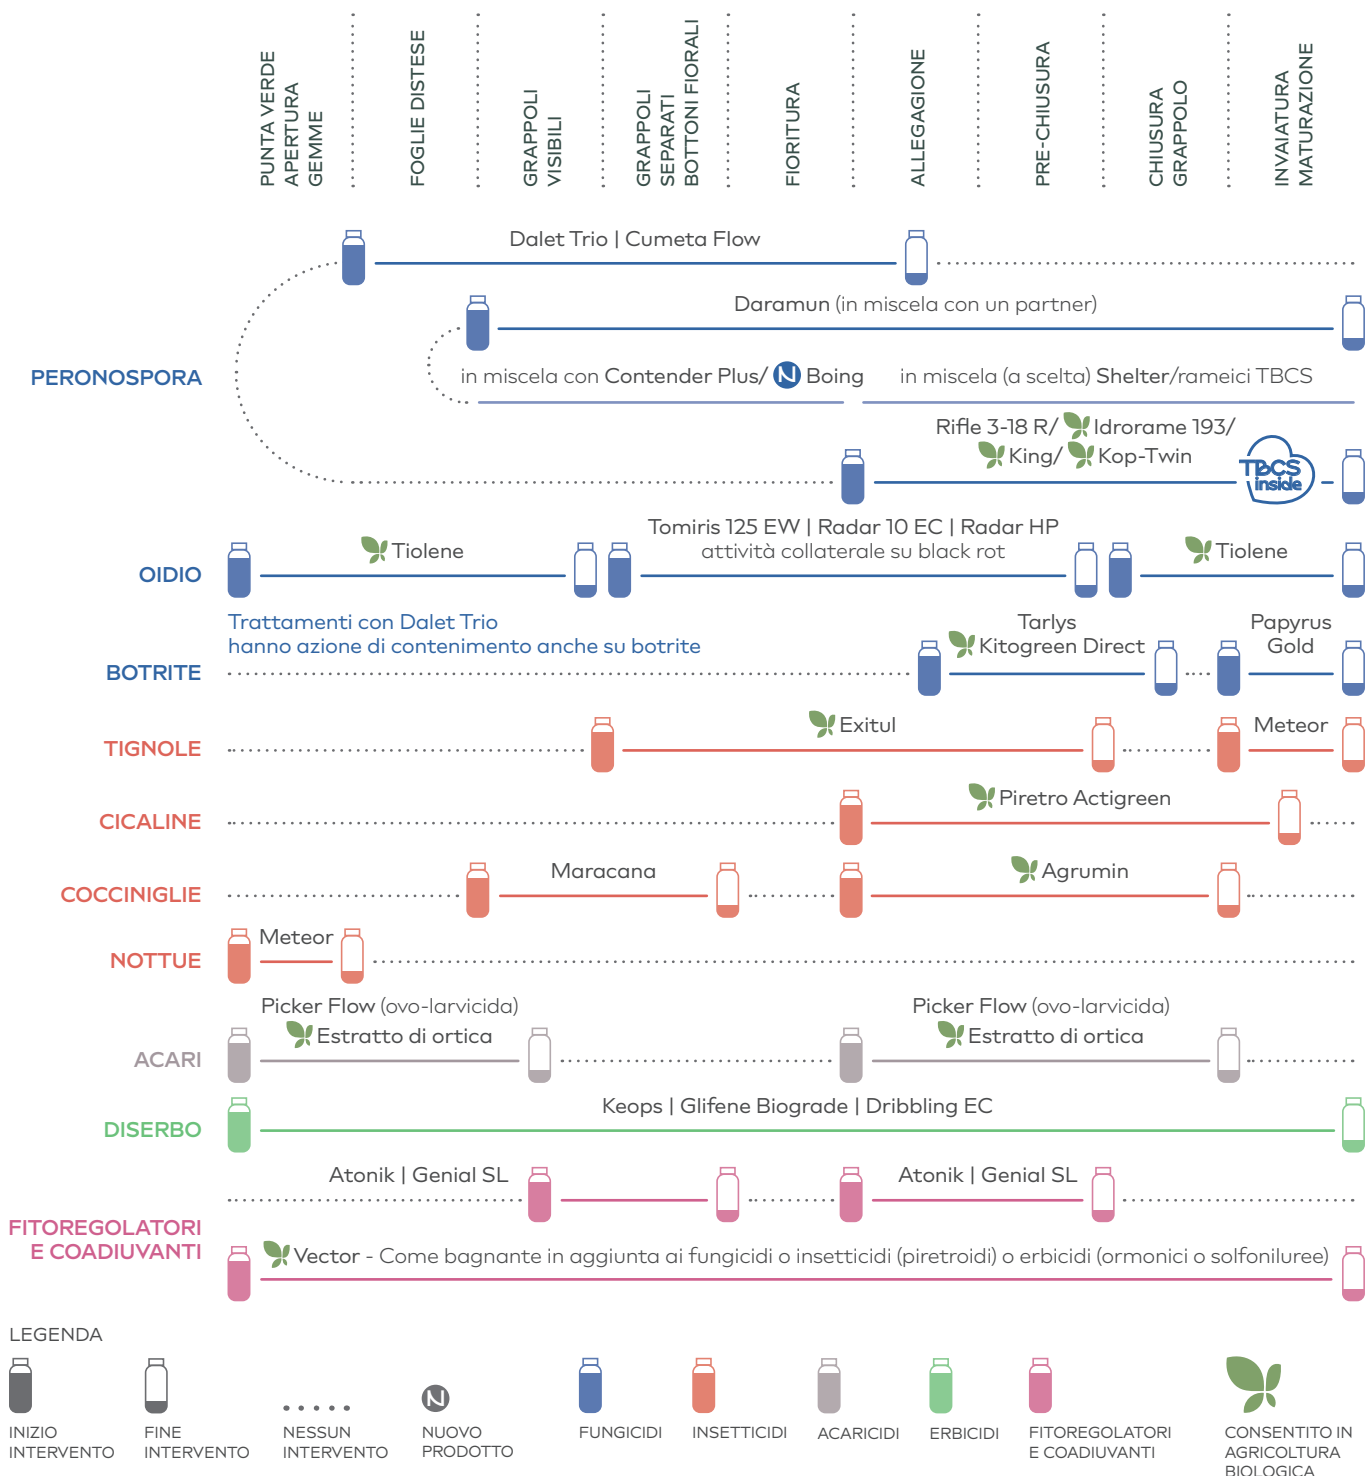 PUNTA VERDE
APERTURA
GEMME
FOGLIE DISTESE
GRAPPOLI
VISIBILI
GRAPPOLI
SEPARATI
BOTTONI FIORALI
FIORITURA
ALLEGAGIONE
PRE-CHIUSURA
CHIUSURA
GRAPPOLO
INVAIATURA
MATURAZIONE
PERONOSPORA
Dalet Trio | Cumeta Flow
Daramun (in miscela con un partner)
in miscela con Contender Plus/ N Boing
in miscela (a scelta) Shelter/rameici TBCS
Rifle 3-18 R/ Idrorame 193/
King/ Kop-Twin
TBCS
inside
OIDIO
Tiolene
Tomiris 125 EW | Radar 10 EC | Radar HP
attività collaterale su black rot
Tiolene
Trattamenti con Dalet Trio
hanno azione di contenimento anche su botrite
BOTRITE
Tarlys
Kitogreen Direct
Papyrus
Gold
TIGNOLE
Exitul
Meteor
CICALINE
Piretro Actigreen
COCCINIGLIE
Maracana
Agrumin
NOTTUE
Meteor
ACARI
Picker Flow (ovo-larvicida)
Estratto di ortica
Picker Flow (ovo-larvicida)
Estratto di ortica
DISERBO
Keops | Glifene Biograde | Dribbling EC
FITOREGOLATORI
E COADIUVANTI
Atonik | Genial SL
Atonik | Genial SL
Vector - Come bagnante in aggiunta ai fungicidi o insetticidi (piretroidi) o erbicidi (ormonici o solfoniluree)
LEGENDA
INIZIO
INTERVENTO
FINE
INTERVENTO
NESSUN
INTERVENTO
N
NUOVO
PRODOTTO
FUNGICIDI
INSETTICIDI
ACARICIDI
ERBICIDI
FITOREGOLATORI
E COADIUVANTI
CONSENTITO IN
AGRICOLTURA
BIOLOGICA